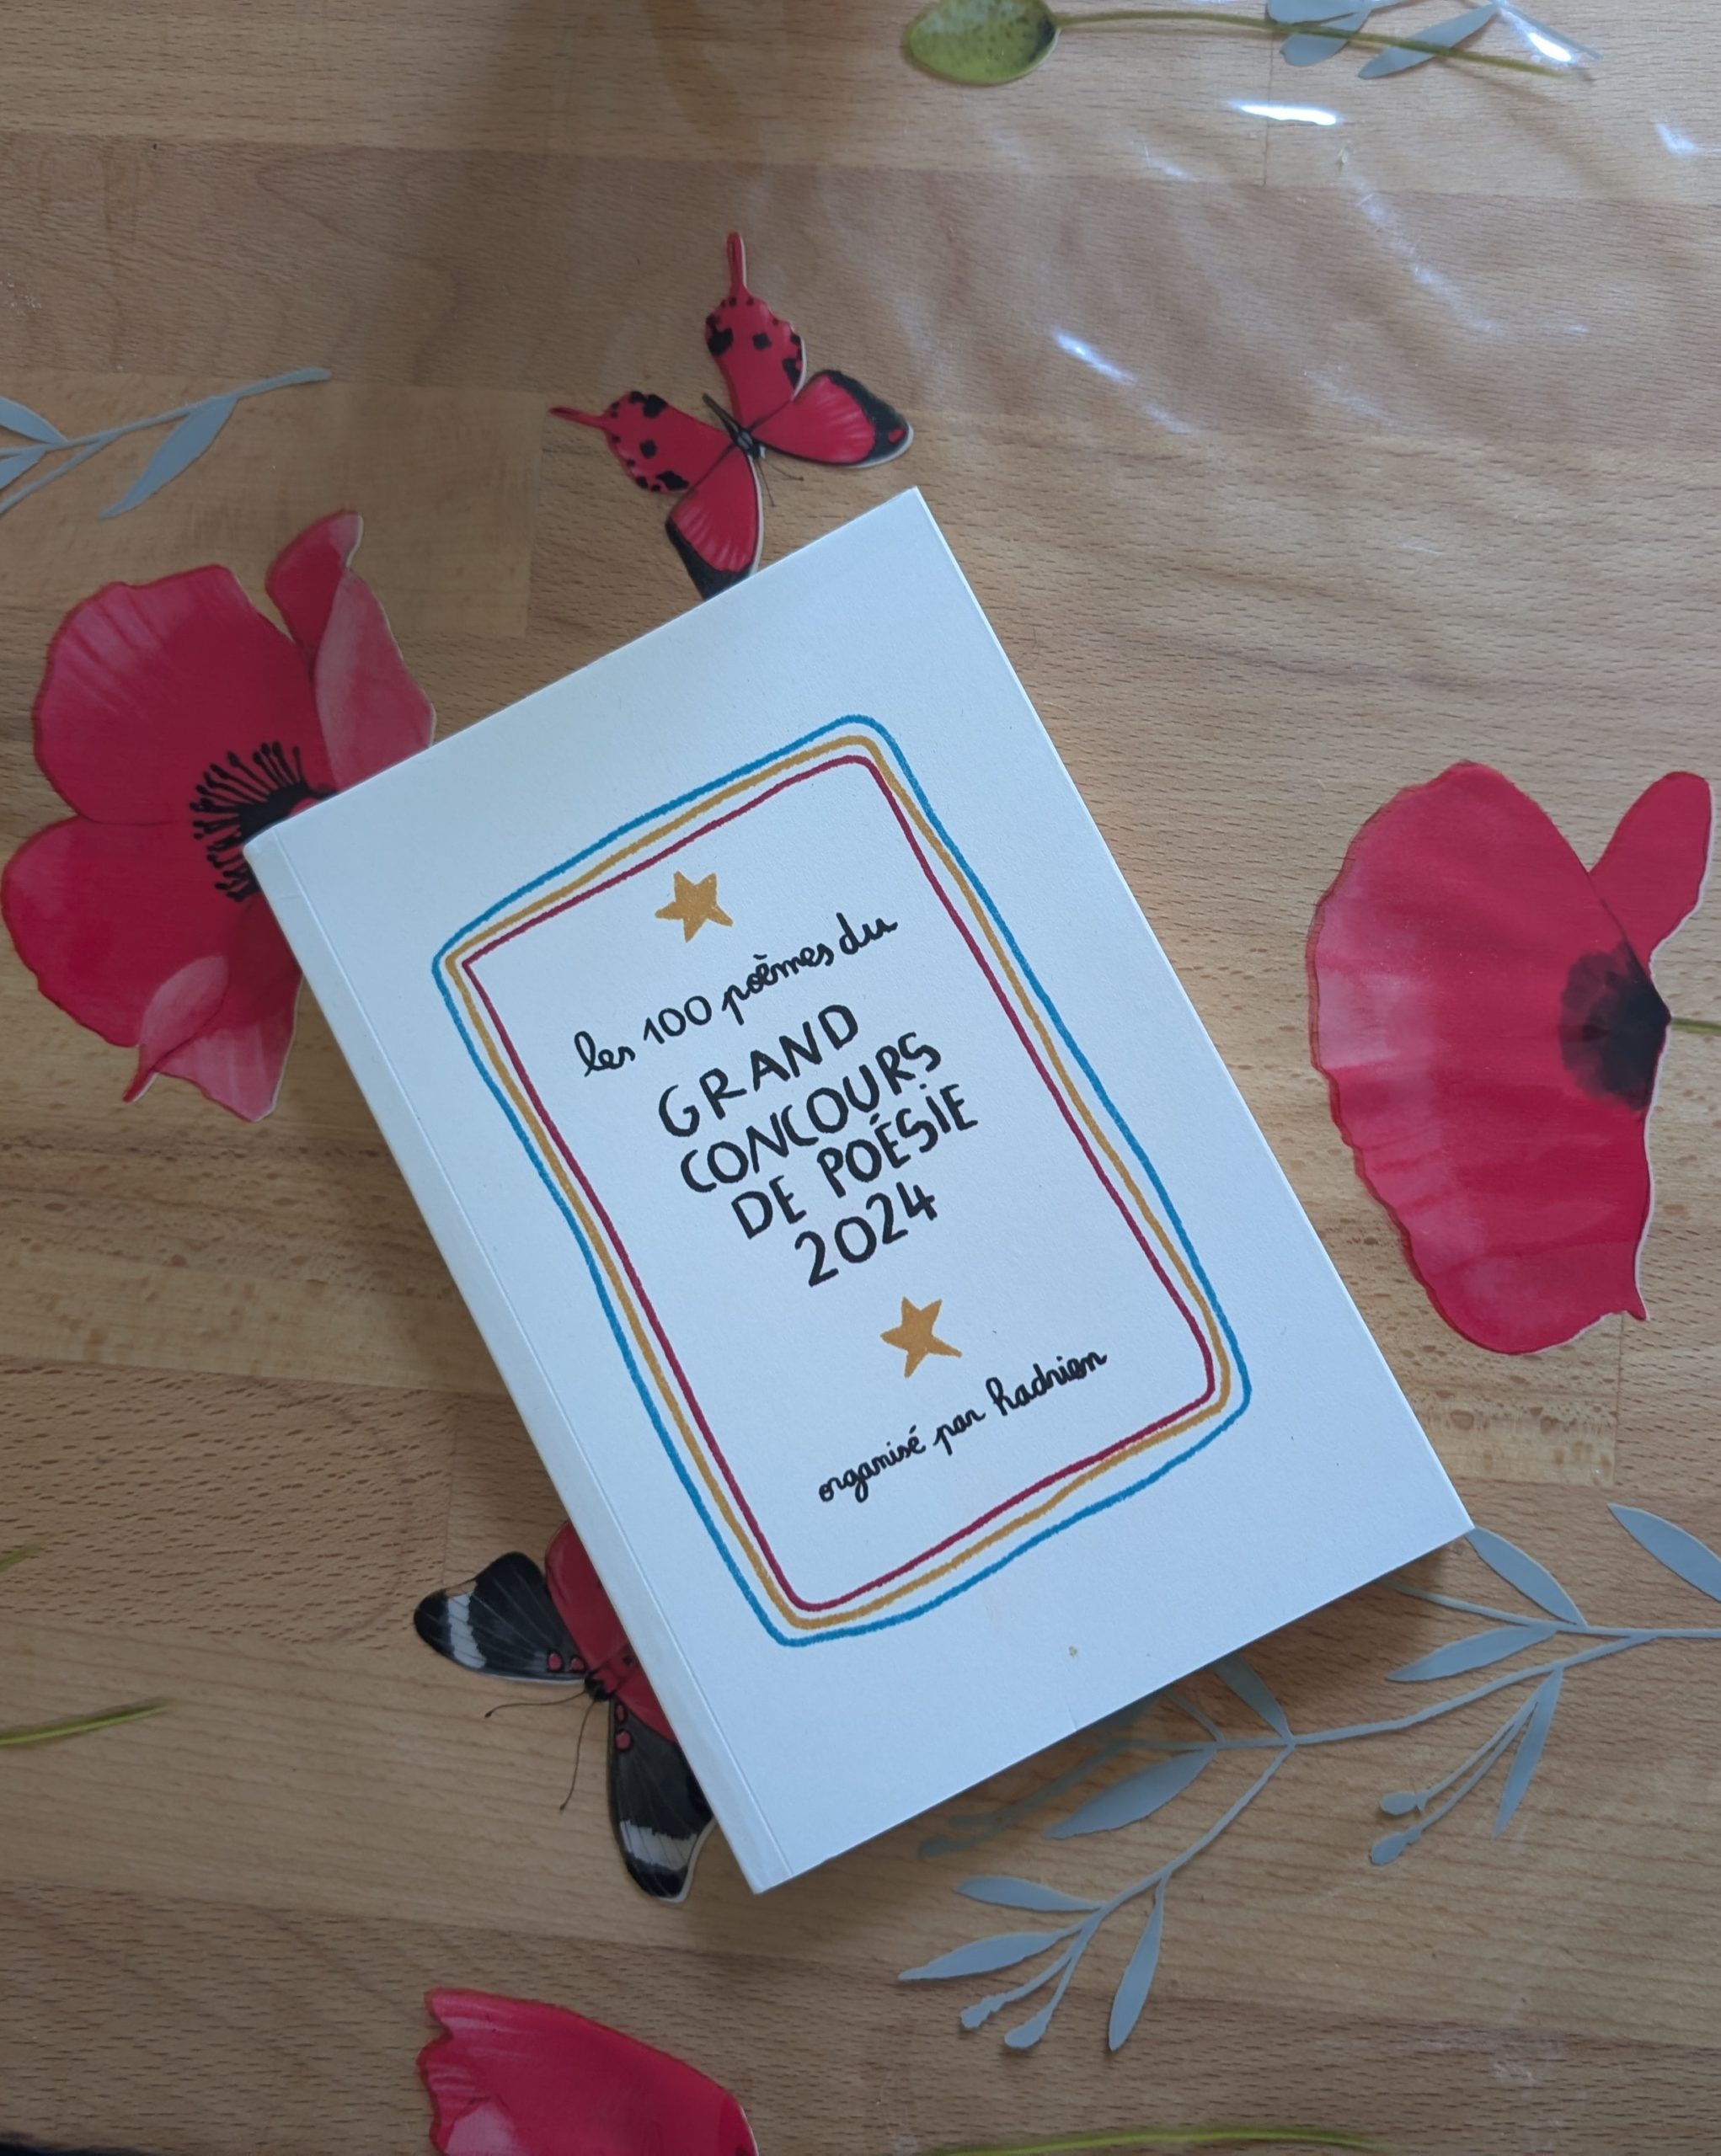 les 100 poèmes du
GRAND
CONCOURS
DE POÉSIE
2024
organisé par hadrien